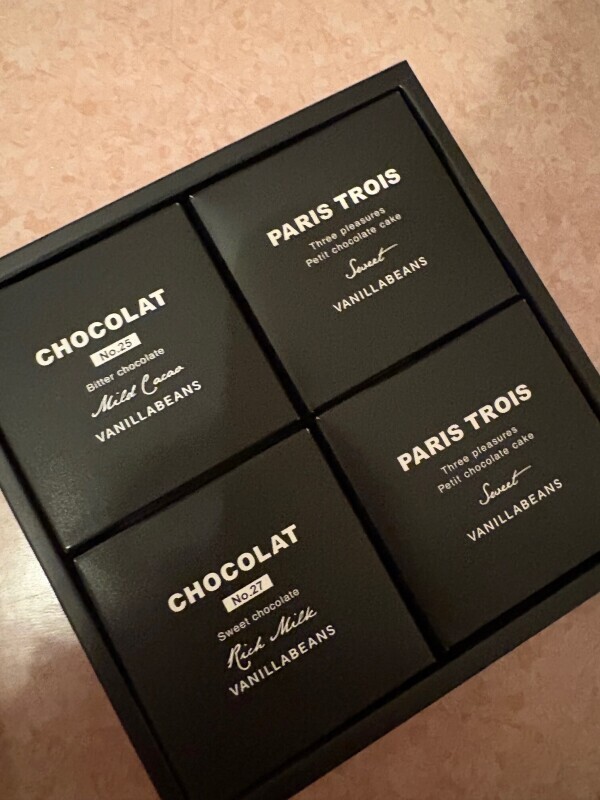 CHOCOLAT
No.25
Bitter chocolate
Mild Cacao
VANILLABEANS
PARIS TROIS
Three pleasures
Petit chocolate cake
Sweet
VANILLABEANS
CHOCOLAT
No.27
Sweet chocolate
Rich Milk
VANILLABEANS
PARIS TROIS
Three pleasures
Petit chocolate cake
Sweet
VANILLABEANS